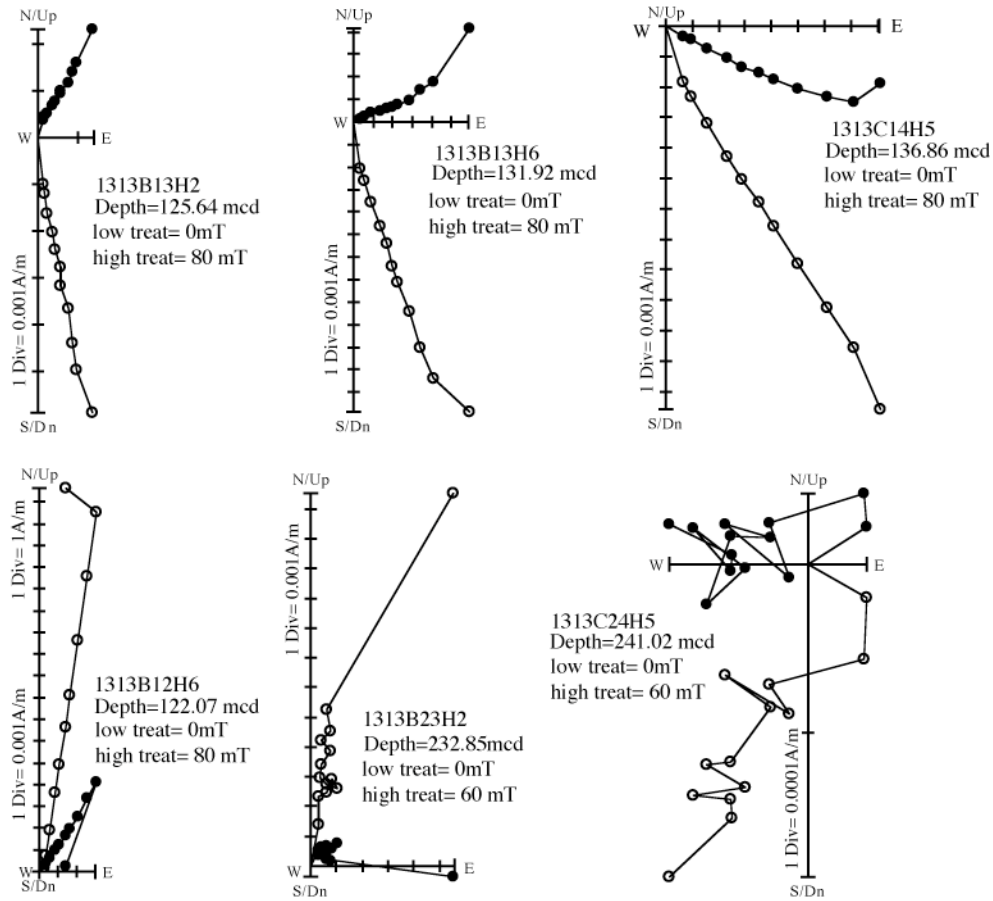 N/Up
W
E
1313B13H2
Depth=125.64 mcd
low treat= 0mT
high treat= 80 mT
1 Div= 0.001A/m
S/Dn
N/Up
W
E
1313B13H6
Depth=131.92 mcd
low treat= 0mT
high treat= 80 mT
1 Div= 0.001A/m
S/Dn
N/Up
W
E
1313C14H5
Depth=136.86 mcd
low treat= 0mT
high treat= 80 mT
1 Div= 0.001A/m
S/Dn
N/Up
1 Div= 1A/m
1313B12H6
Depth=122.07 mcd
low treat= 0mT
high treat= 80 mT
1 Div= 0.001A/m
W
E
S/Dn
N/Up
1 Div= 0.001A/m
1313B23H2
Depth=232.85mcd
low treat= 0mT
high treat= 60 mT
W
E
S/Dn
N/Up
W
E
1313C24H5
Depth=241.02 mcd
low treat= 0mT
high treat= 60 mT
1 Div= 0.0001A/m
S/Dn